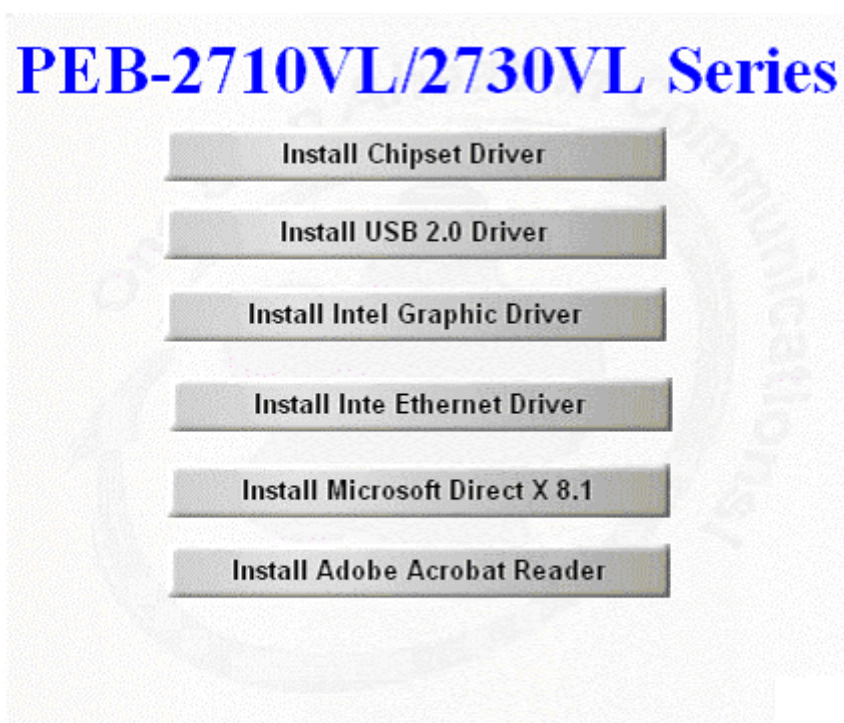 PEB-2710VL/2730VL Series
Install Chipset Driver
Install USB 2.0 Driver
Install Intel Graphic Driver
Install Inte Ethernet Driver
Install Microsoft Direct X 8.1
Install Adobe Acrobat Reader